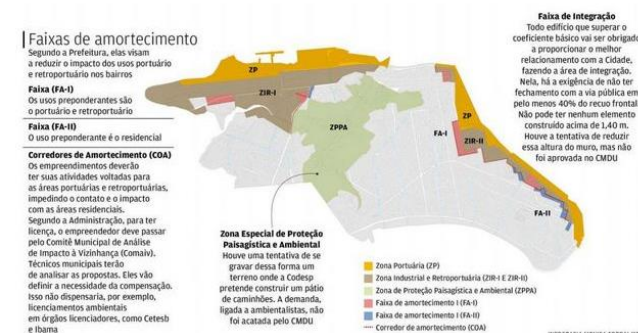 Faixas de amortecimento
Segundo a Prefeitura, elas visam
a reduzir o impacto dos usos portuário
e retroportuário nos bairros
Faixa (FA-I)
Os usos preponderantes são
o portuário e retroportuário
Faixa (FA-II)
O uso preponderante é o residencial
Corredores de Amortecimento (COA)
Os empreendimentos deverão
ter suas atividades voltadas para
as áreas portuárias e retroportuárias,
impedindo o contato e o impacto
com as áreas residenciais.
Segundo a Administração, para ter
licença, o empreendedor deve passar
pelo Comitê Municipal de Análise
de Impacto à Vizinhança (Comaiv).
Técnicos municipais terão
de analisar as propostas. Eles vão
definir a necessidade da compensação.
Isso não dispensaria, por exemplo,
licenciamentos ambientais
em órgãos licenciadores, como Cetesb
e Ibama
ZP
ZIR-I
ZPPA
FA-I
ZP
ZIR-II
FA-II
Faixa de Integração
Todo edifício que superar o
coeficiente básico vai ser obrigado
a proporcionar o melhor
relacionamento com a Cidade,
fazendo a área de integração.
Nela, há a exigência de não ter
fechamento com a via pública em
pelo menos 40% do recuo frontal
Não pode ter nenhum elemento
construído acima de 1,40 m.
Houve a tentativa de reduzir
essa altura do muro, mas não
foi aprovada no CMDU
Zona Especial de Proteção
Paisagística e Ambiental
Houve uma tentativa de se
gravar dessa forma um
terreno onde a Codesp
pretende construir um pátio
de caminhões. A demanda,
ligada a ambientalistas, não
foi acatada pelo CMDU
Zona Portuária (ZP)
Zona Industrial e Retroportuária (ZIR-I E ZIR-II)
Zona de Proteção Paisagística e Ambiental (ZPPA)
Faixa de amortecimento I (FA-I)
Faixa de amortecimento I (FA-II)
Corredor de amortecimento (COA)